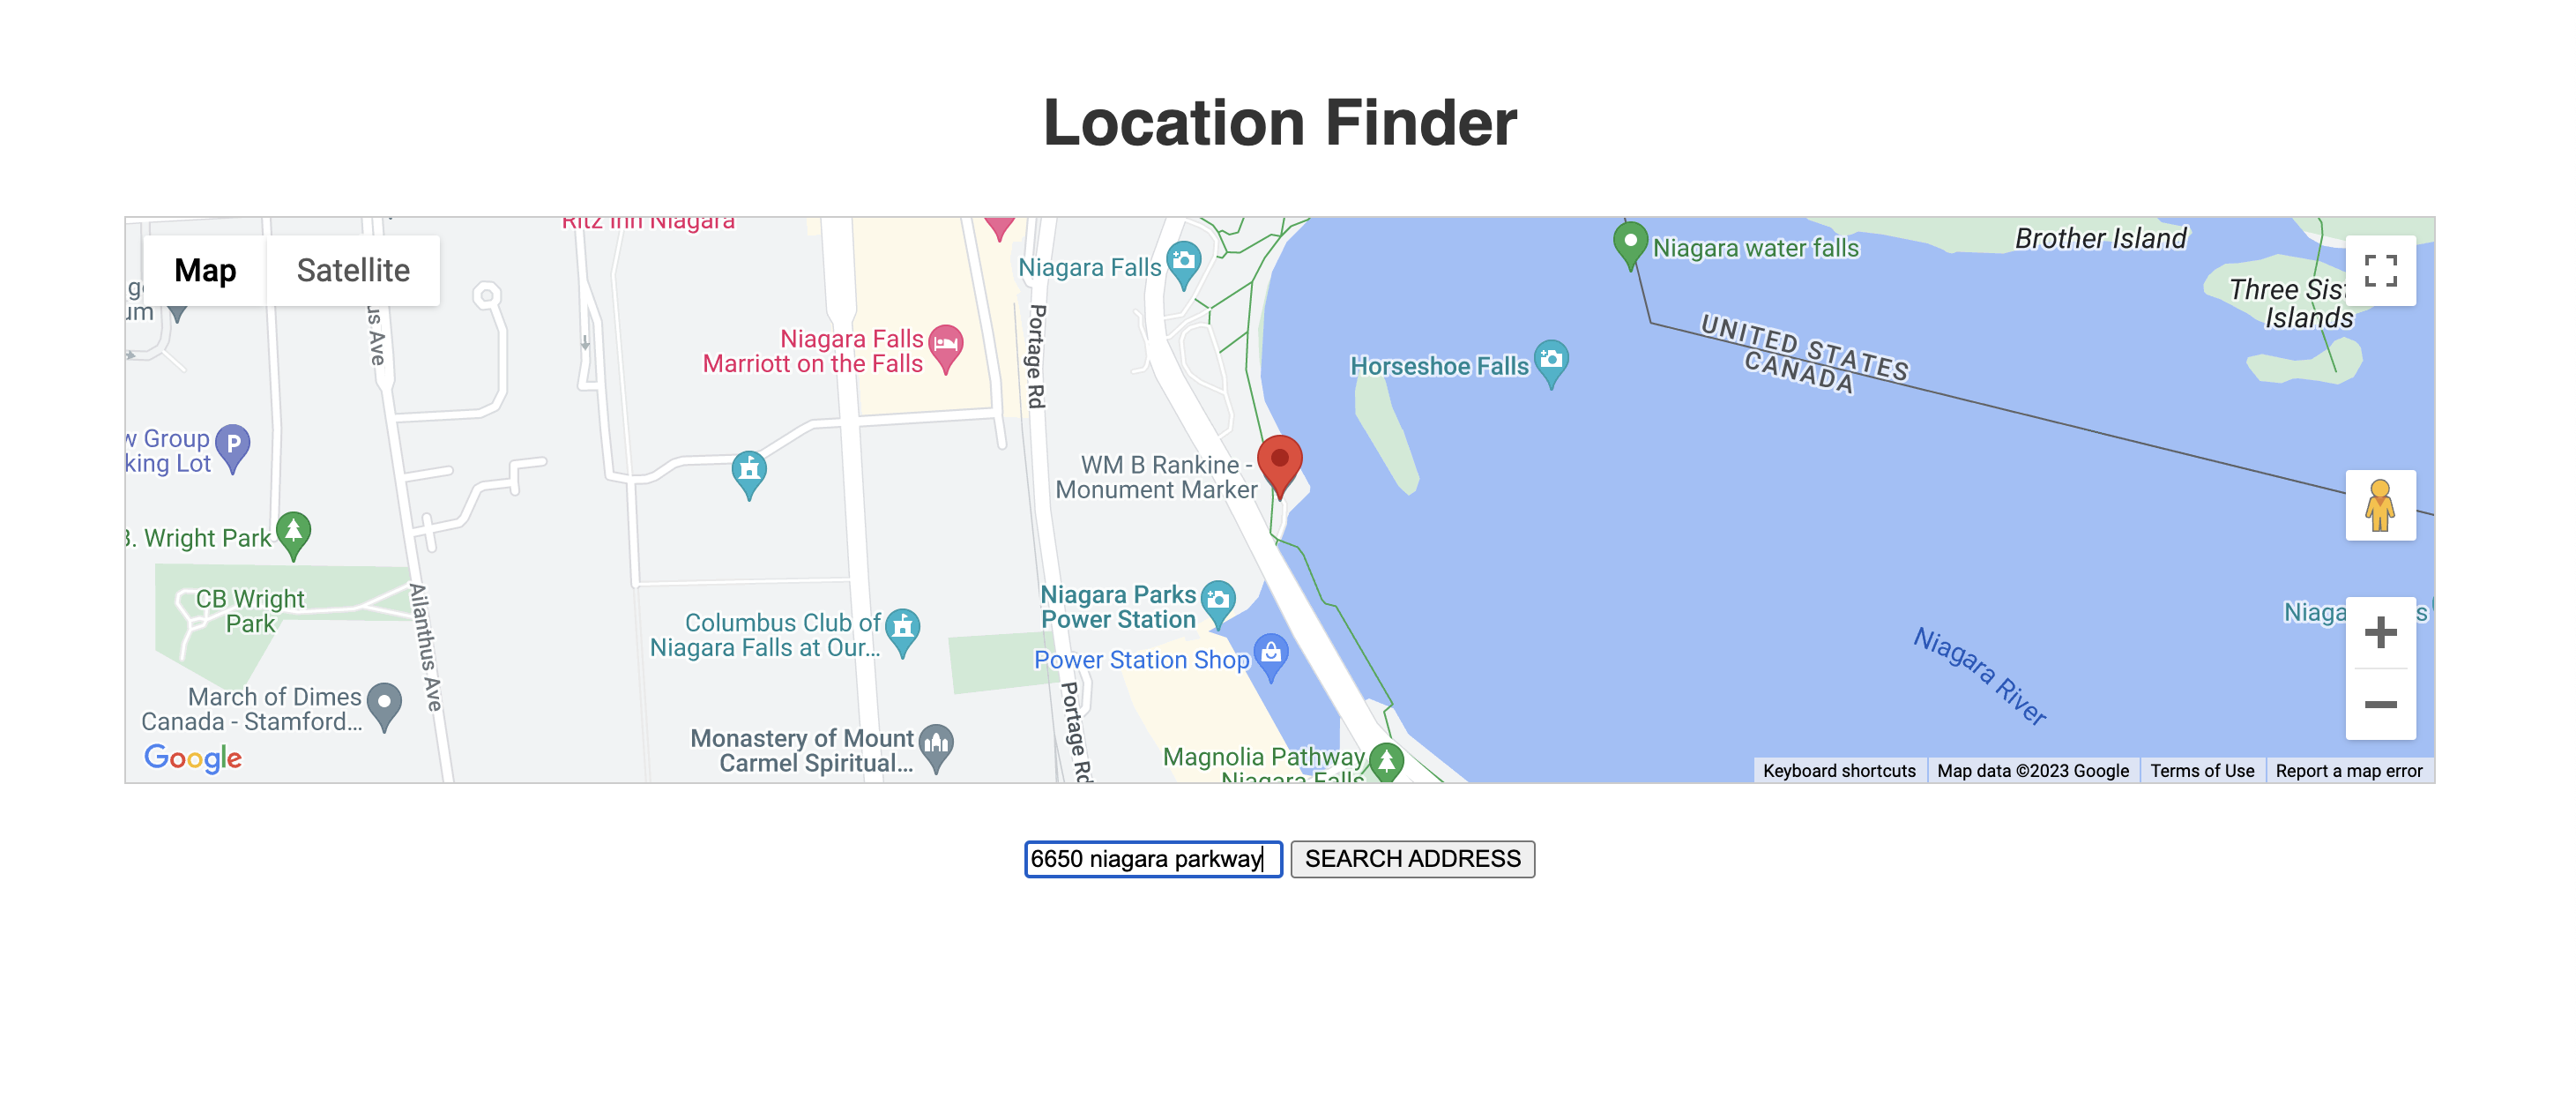 Location Finder
Ritz Inn Niagara
Map
Satellite
Niagara Falls
Niagara water falls
Brother Island
Three Sist
Islands
um
us Ave
Portage Rd
Niagara Falls
Marriott on the Falls
Horseshoe Falls
UNITED STATES
CANADA
w Group
king Lot
P
WM B Rankine -
Monument Marker
B. Wright Park
CB Wright
Park
Ailanthus Ave
Columbus Club of
Niagara Falls at Our...
Niagara Parks
Power Station
Power Station Shop
Niagara River
March of Dimes
Canada - Stamford...
Portage Rd
Monastery of Mount
Carmel Spiritual...
Magnolia Pathway
Niagara Falls
Google
Keyboard shortcuts
Map data ©2023 Google
Terms of Use
Report a map error
6650 niagara parkway
SEARCH ADDRESS